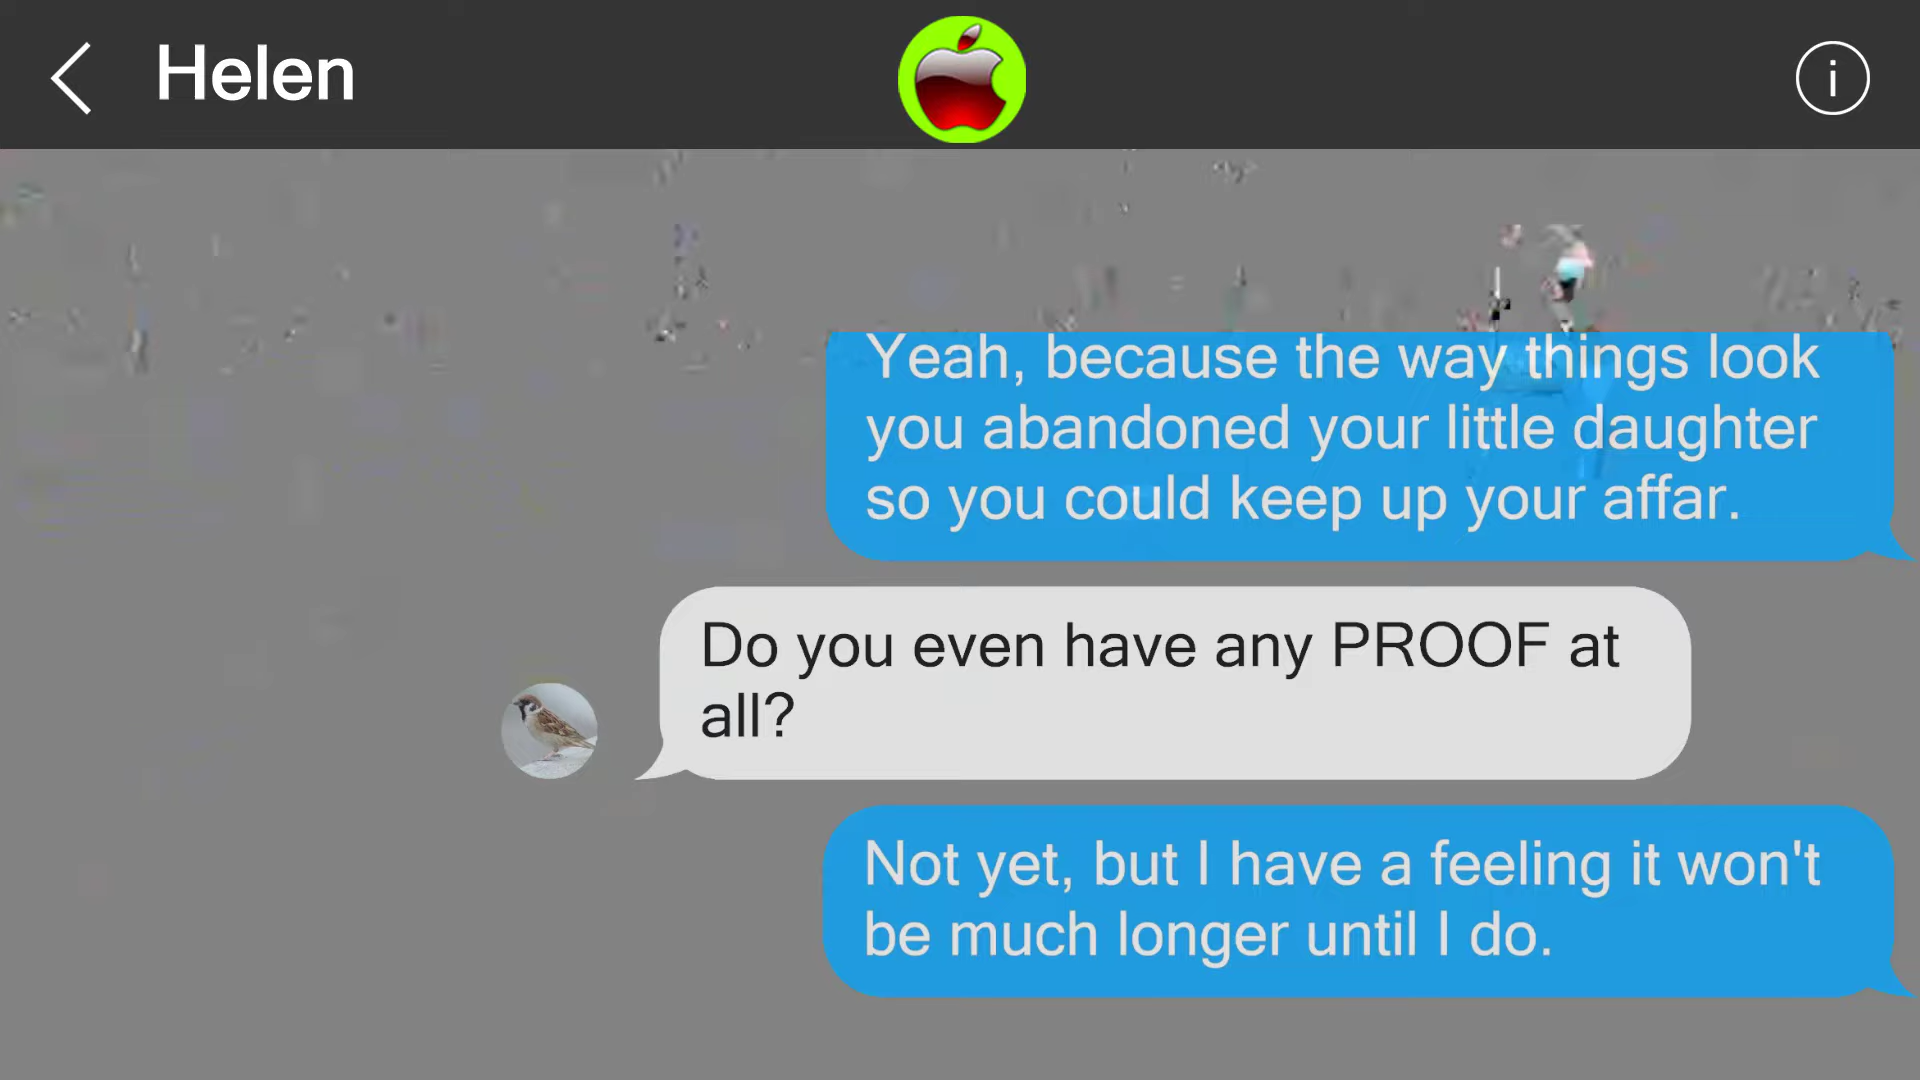 Helen
Yeah, because the way things look
you abandoned your little daughter
so you could keep up your affar.
Do you even have any PROOF at
all?
Not yet, but I have a feeling it won't
be much longer until I do.